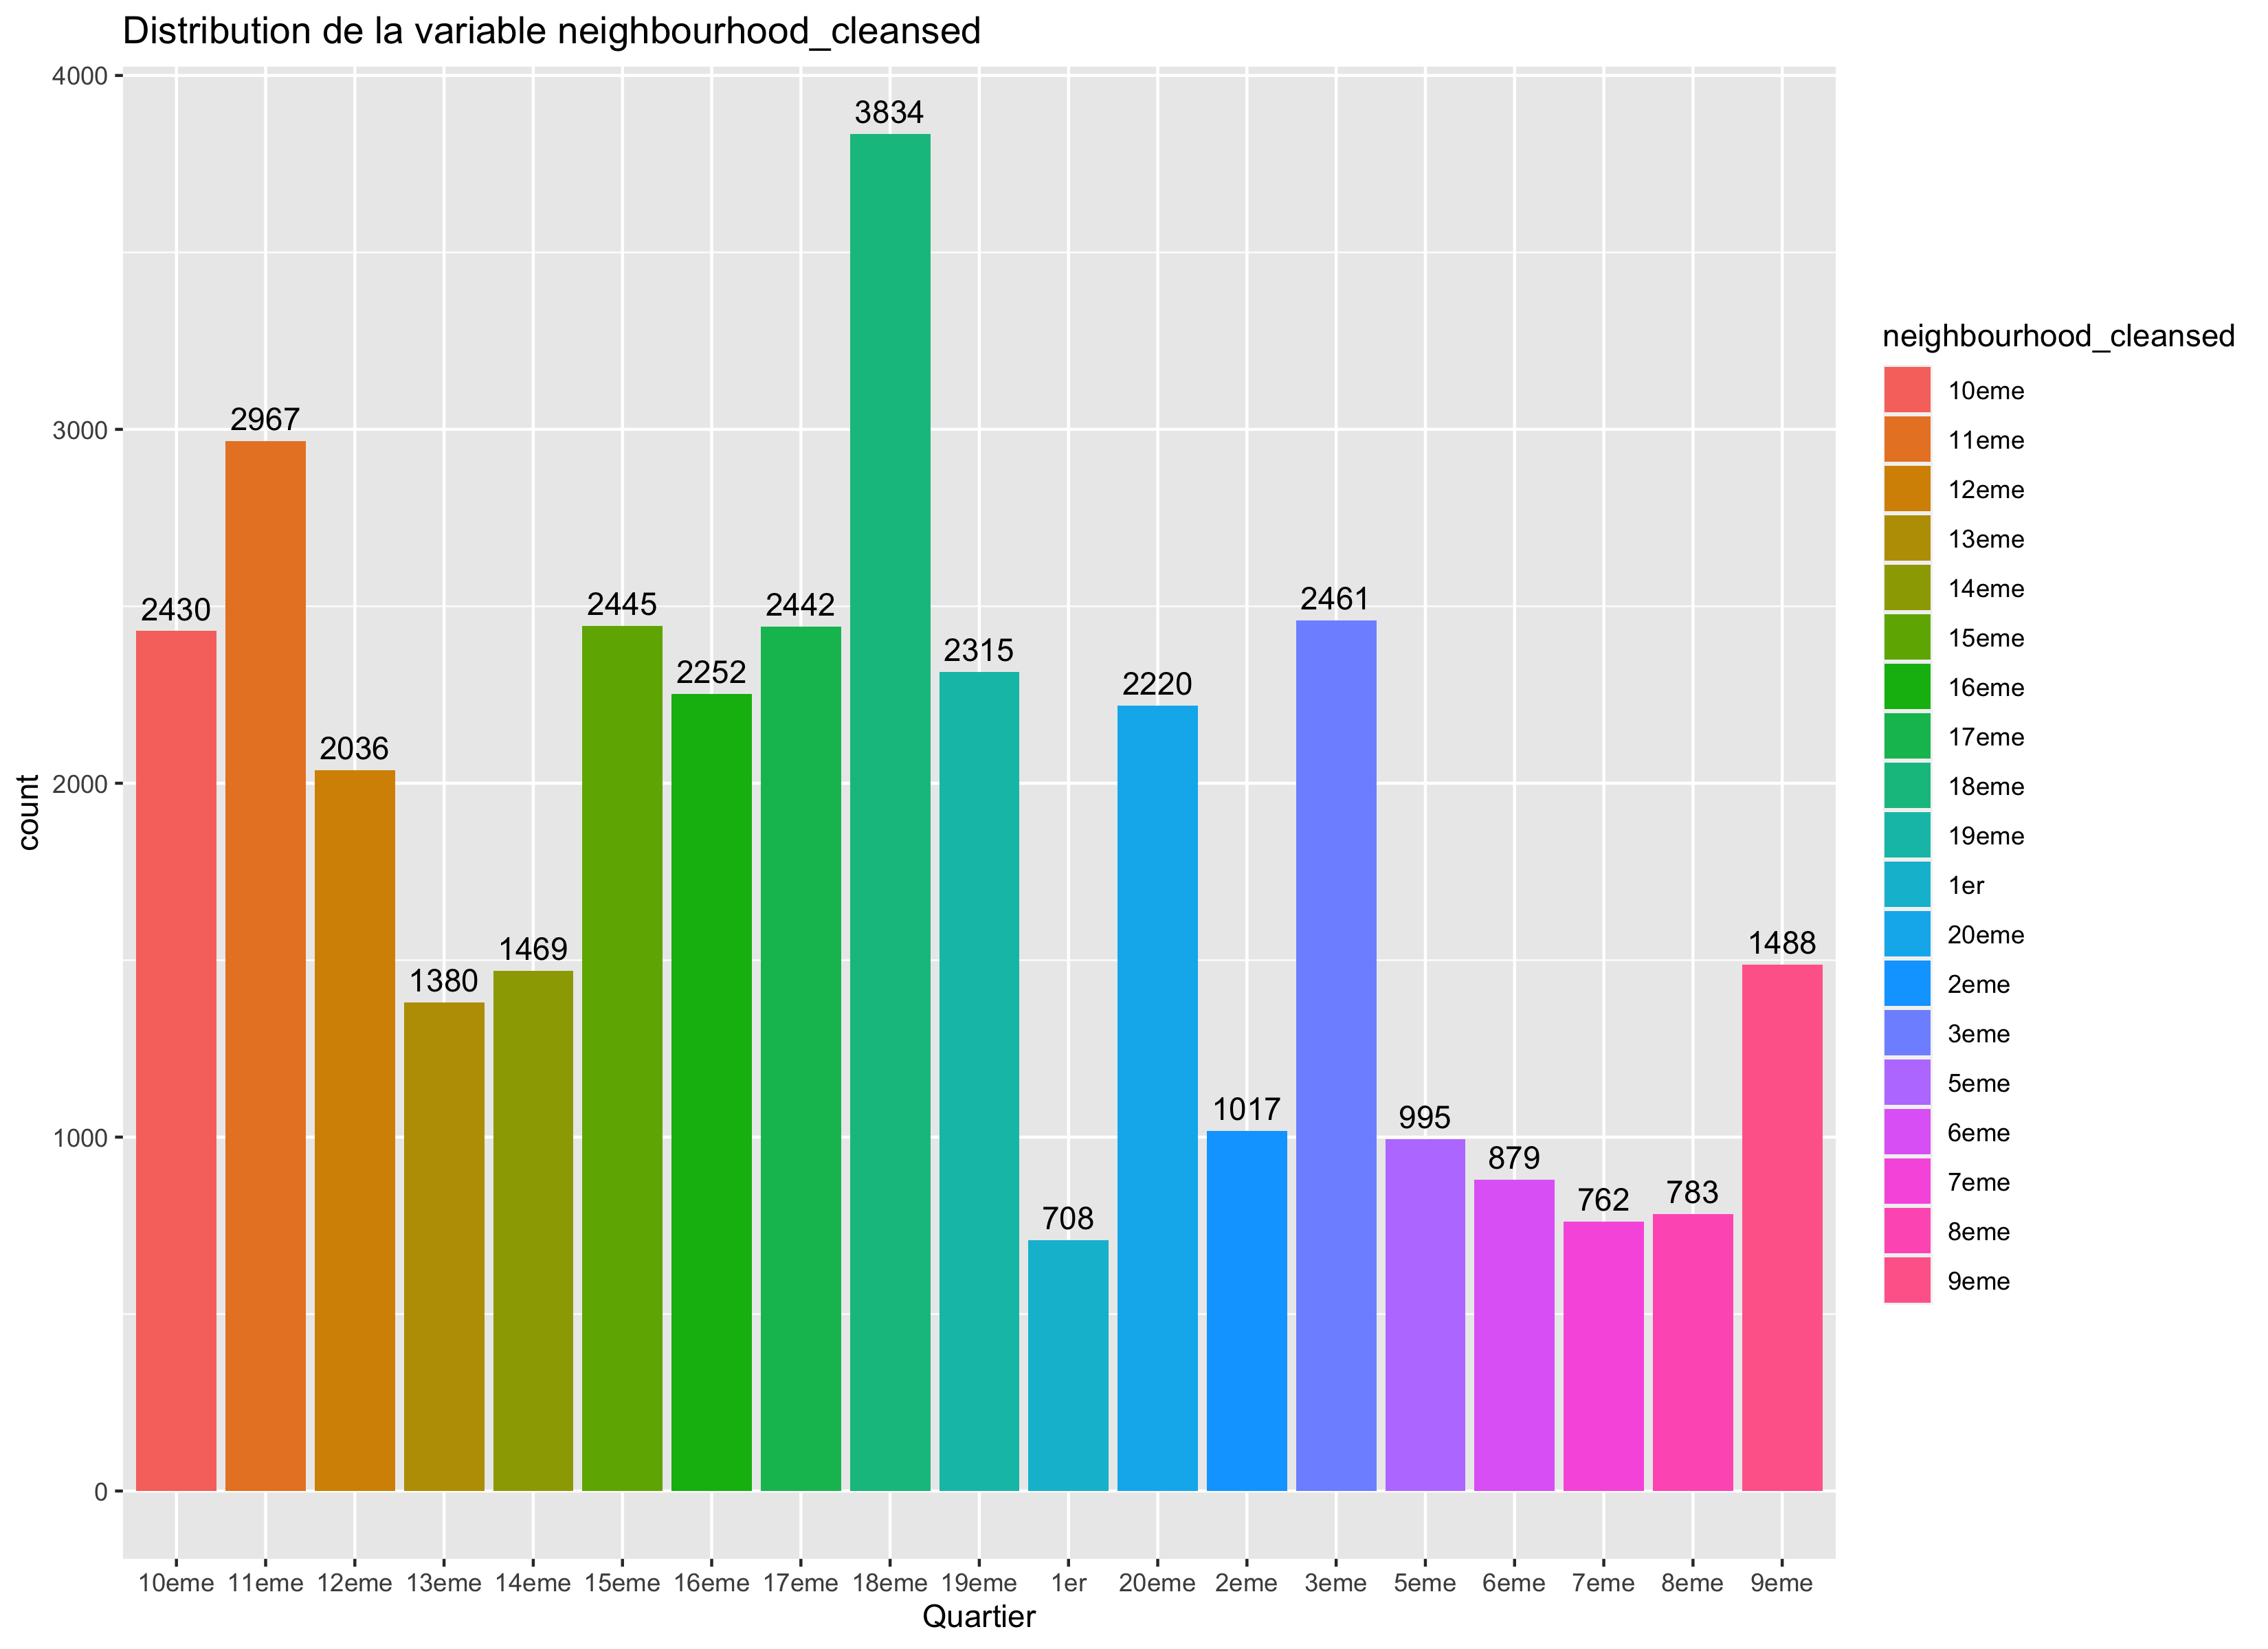 Distribution de la variable neighbourhood_cleansed
4000
3000
2000
1000
0
count
2430
2967
2036
1380
1469
2445
2252
2442
3834
2315
708
2220
1017
2461
995
879
762
783
1488
10eme 11eme 12eme 13eme 14eme 15eme 16eme 17eme 18eme 19eme 1er 20eme 2eme 3eme 5eme 6eme 7eme 8eme 9eme
Quartier
neighbourhood_cleansed
10eme
11eme
12eme
13eme
14eme
15eme
16eme
17eme
18eme
19eme
1er
20eme
2eme
3eme
5eme
6eme
7eme
8eme
9eme